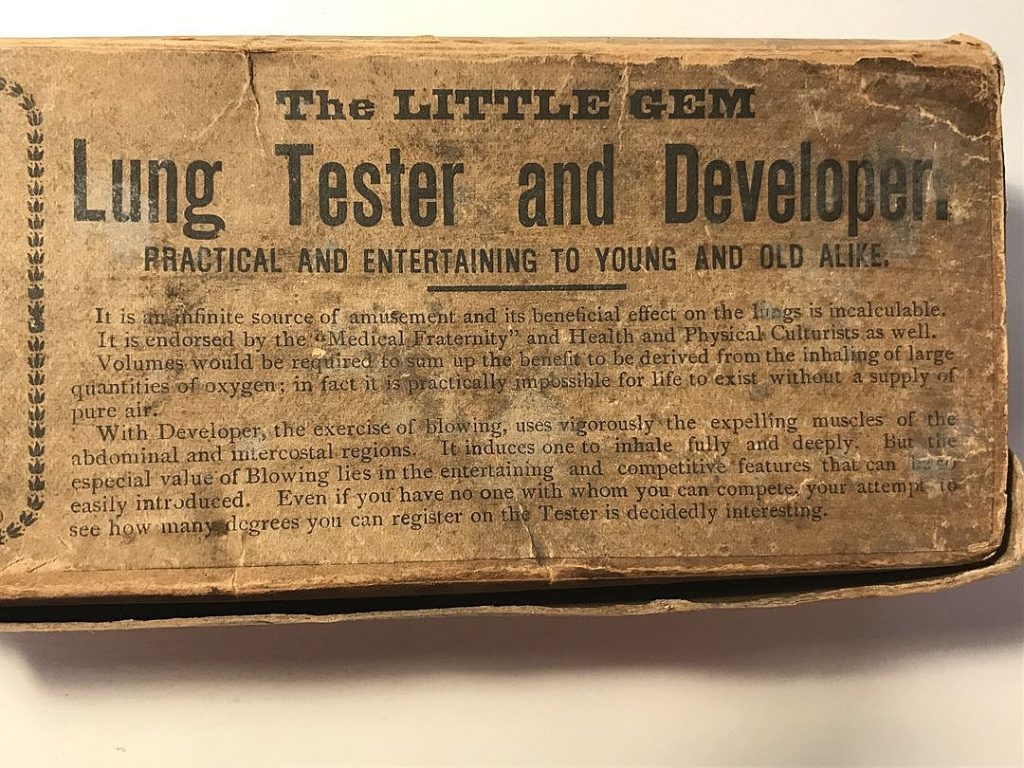 The LITTLE GEM
Lung Tester and Developer.
PRACTICAL AND ENTERTAINING TO YOUNG AND OLD ALIKE.
It is an infinite source of amusement and its beneficial effect on the lungs is incalculable.
It is endorsed by the "Medical Fraternity" and Health and Physical Culturists as well.
Volumes would be required to sum up the benefit to be derived from the inhaling of large
quantities of oxygen; in fact it is practically impossible for life to exist without a supply of
pure air.
With Developer, the exercise of blowing, uses vigorously the expelling muscles of the
abdominal and intercostal regions. It induces one to inhale fully and deeply. But the
especial value of Blowing lies in the entertaining and competitive features that can be so
easily introduced. Even if you have no one with whom you can compete, your attempt to
see how many degrees you can register on the Tester is decidedly interesting.